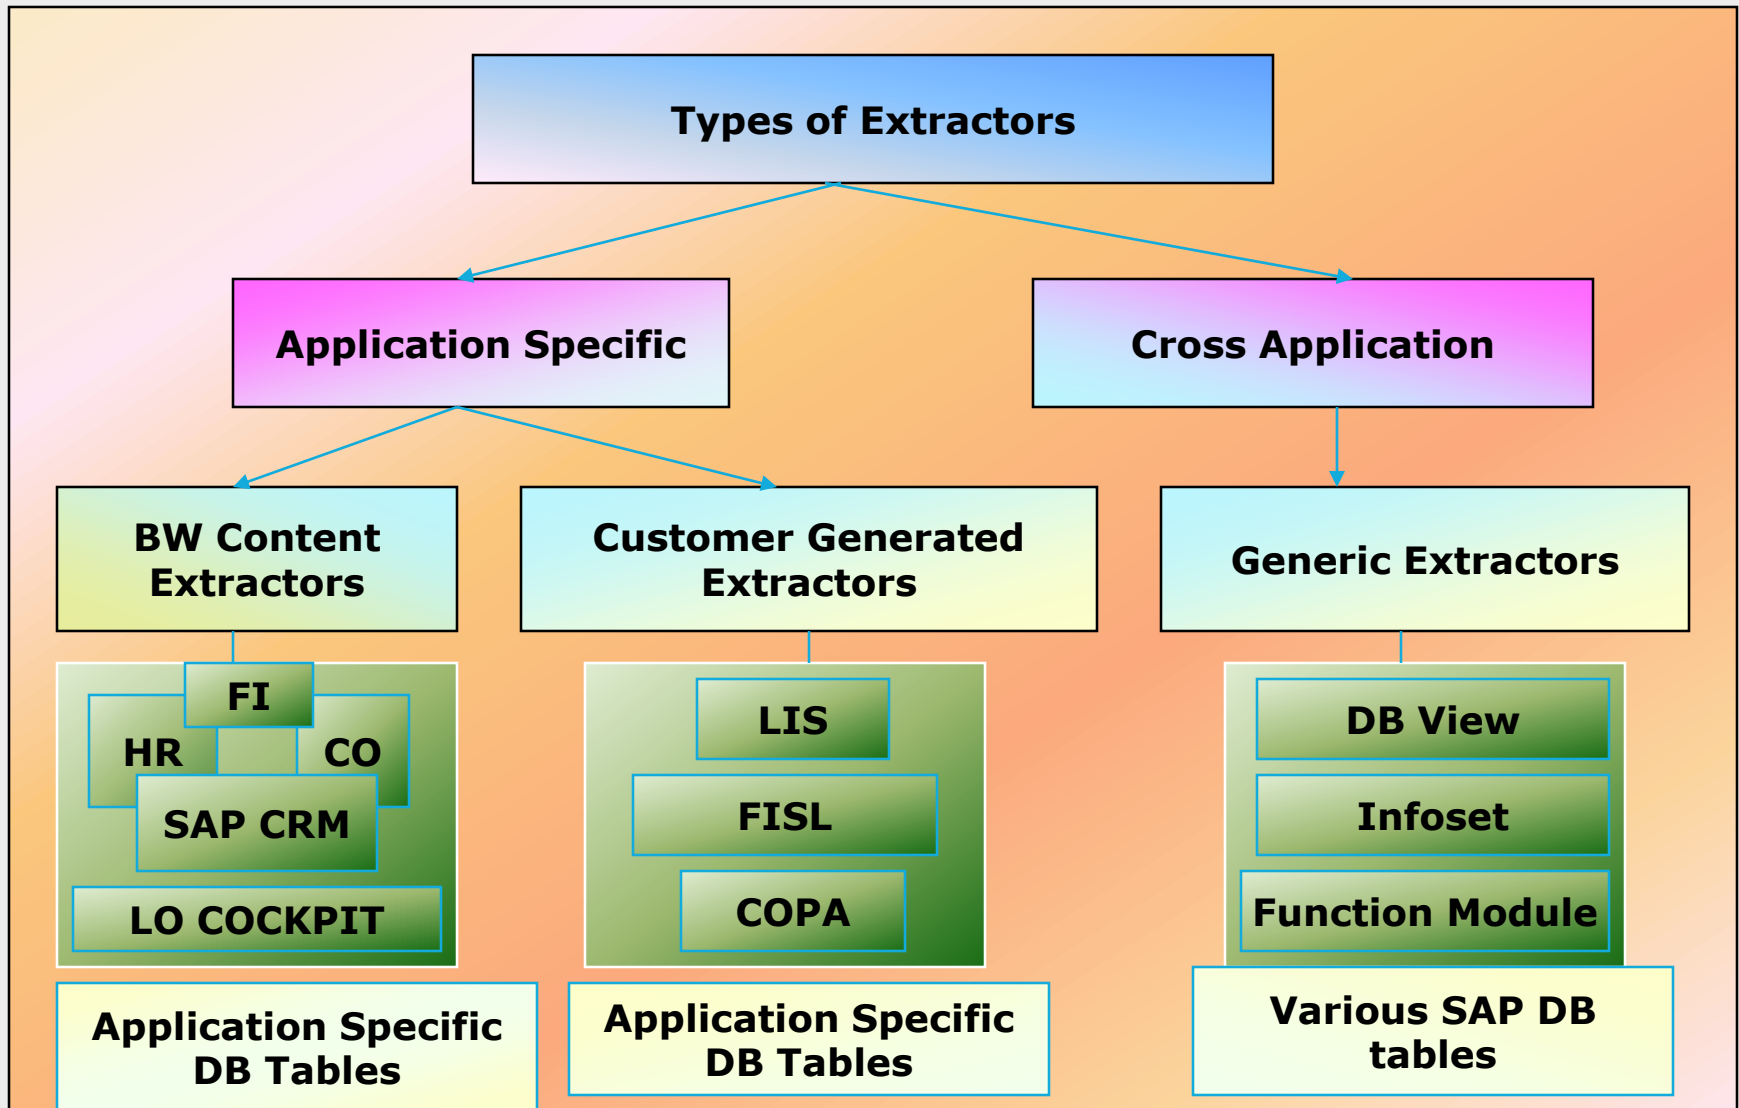 Types of Extractors
Application Specific
Cross Application
BW Content
Extractors
Customer Generated
Extractors
Generic Extractors
FI
HR
CO
SAP CRM
LO COCKPIT
LIS
FISL
COPA
DB View
Infoset
Function Module
Application Specific
DB Tables
Application Specific
DB Tables
Various SAP DB
tables